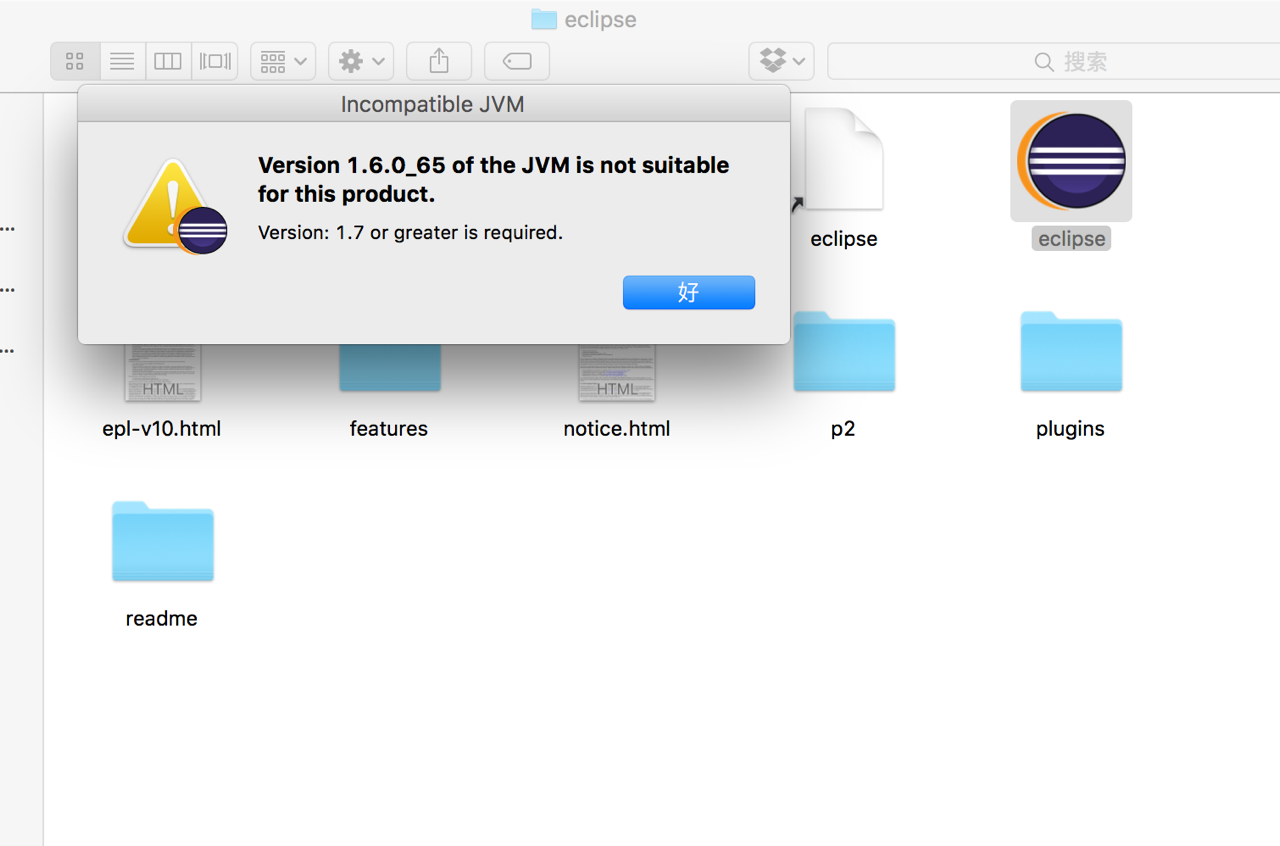 eclipse
搜索
Incompatible JVM
Version 1.6.0_65 of the JVM is not suitable
for this product.
Version: 1.7 or greater is required.
好
eclipse
eclipse
HTML
HTML
epl-v10.html
features
notice.html
p2
plugins
readme